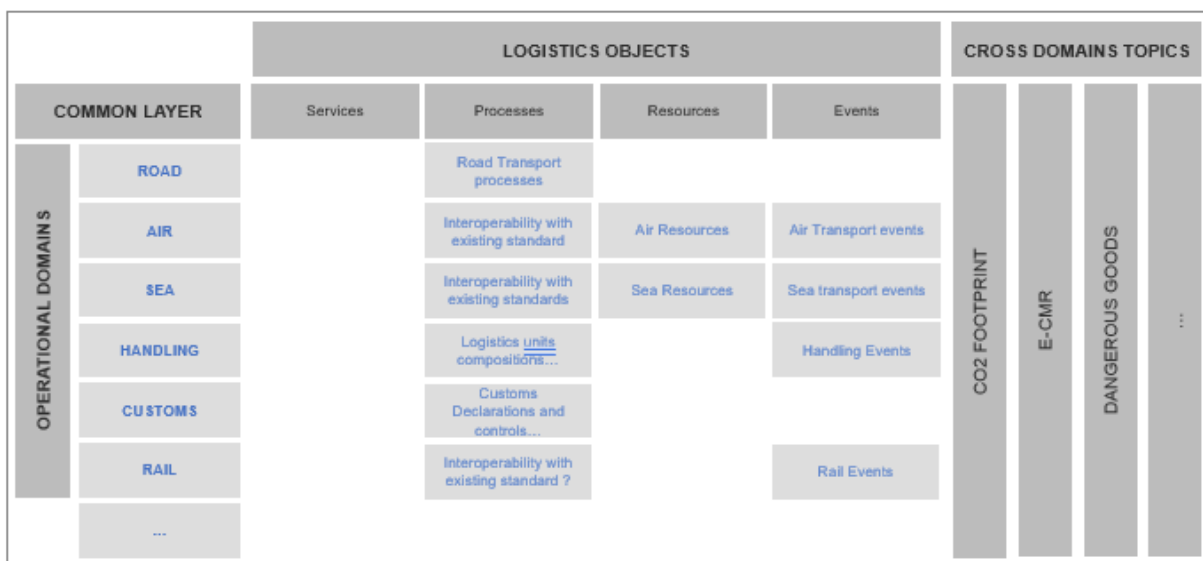 LOGISTICS OBJECTS
CROSS DOMAINS TOPICS
COMMON LAYER
Services
Processes
Resources
Events
OPERATIONAL DOMAINS
ROAD
Road Transport
processes
AIR
Interoperability with
existing standard
Air Resources
Air Transport events
SEA
Interoperability with
existing standards
Sea Resources
Sea transport events
HANDLING
Logistics units
compositions...
Handling Events
CUSTOMS
Customs
Declarations and
controls...
RAIL
Interoperability with
existing standard ?
Rail Events
...
CO2 FOOTPRINT
E-CMR
DANGEROUS GOODS
...